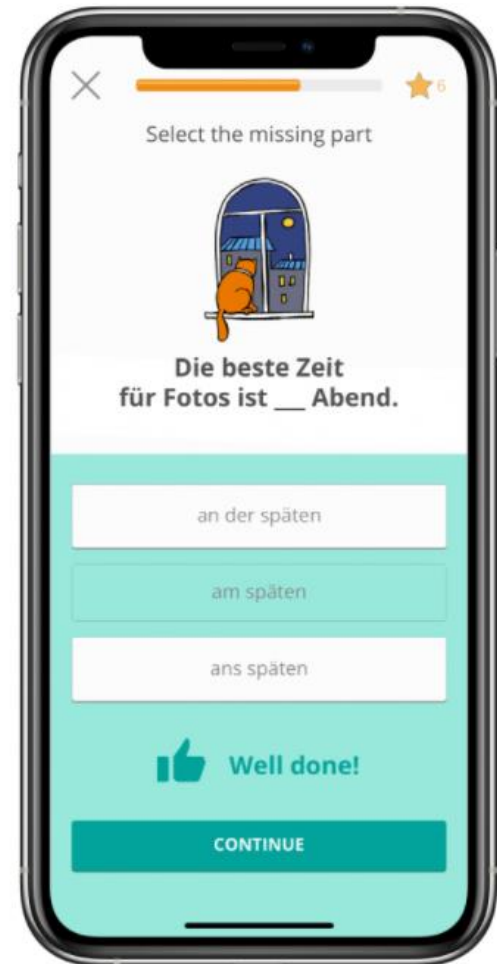 6
Select the missing part
Die beste Zeit
für Fotos ist ___ Abend.
an der späten
am späten
ans späten
Well done!
CONTINUE